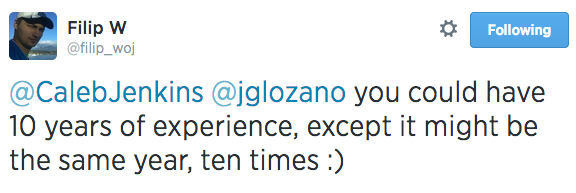 Filip W
@filip_woj
Following
@CalebJenkins @jglozano you could have
10 years of experience, except it might be
the same year, ten times :)